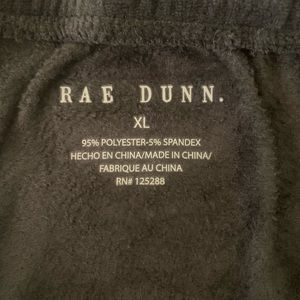 RAE DUNN.
XL
95% POLYESTER-5% SPANDEX
HECHO EN CHINA/MADE IN CHINA/
FABRIQUE AU CHINA
RN# 125288